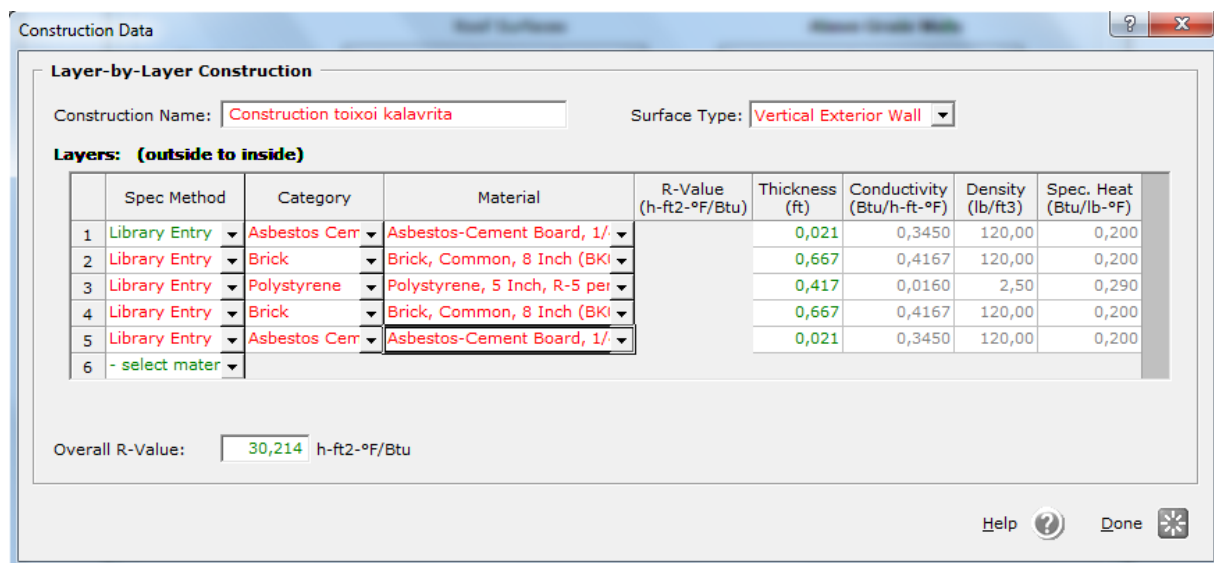 Construction Data
Roof Surfaces Above Grade Walls
?
X
Layer-by-Layer Construction
Construction Name: Construction toixoi kalavrita Surface Type: Vertical Exterior Wall
Layers: (outside to inside)
Spec Method Category Material R-Value (h-ft2-°F/Btu) Thickness (ft) Conductivity (Btu/h-ft-°F) Density (lb/ft3) Spec. Heat (Btu/lb-°F)
1 Library Entry Asbestos Cem Asbestos-Cement Board, 1/ 0,021 0,3450 120,00 0,200
2 Library Entry Brick Brick, Common, 8 Inch (BK 0,667 0,4167 120,00 0,200
3 Library Entry Polystyrene Polystyrene, 5 Inch, R-5 per 0,417 0,0160 2,50 0,290
4 Library Entry Brick Brick, Common, 8 Inch (BK 0,667 0,4167 120,00 0,200
5 Library Entry Asbestos Cem Asbestos-Cement Board, 1/ 0,021 0,3450 120,00 0,200
6 - select mater
Overall R-Value: 30,214 h-ft2-°F/Btu
Help ? Done